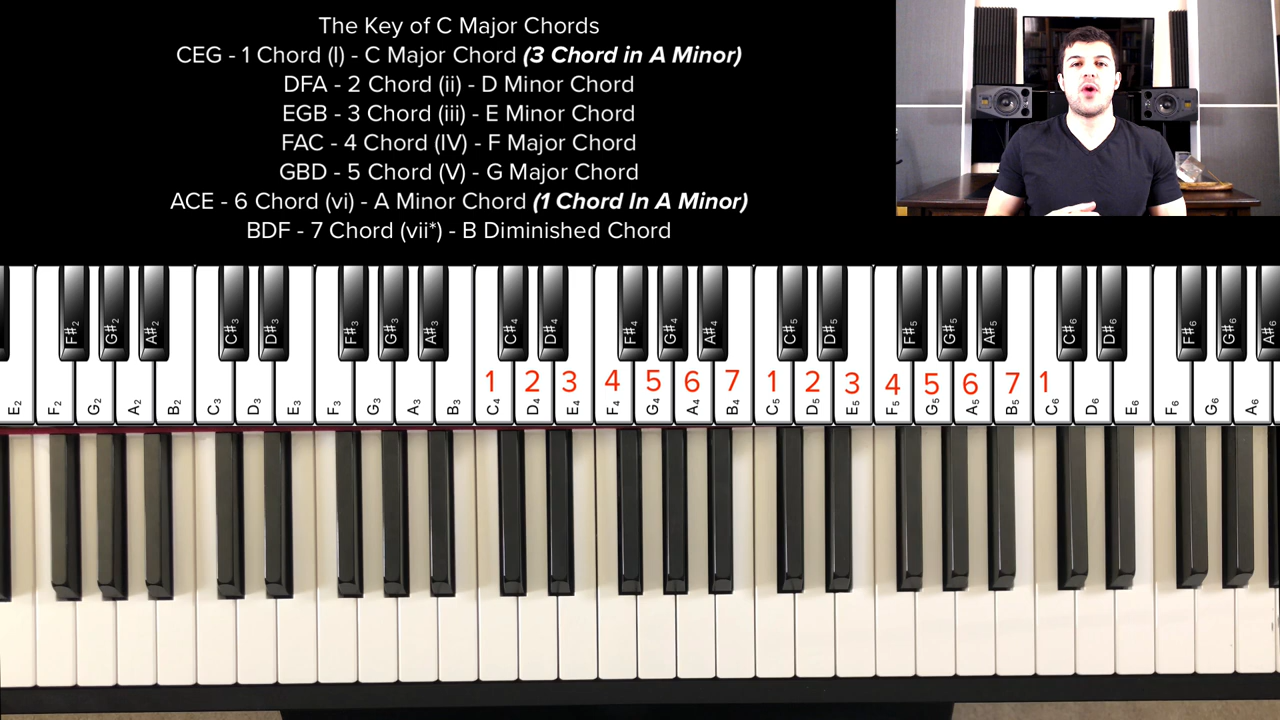 The Key of C Major Chords
CEG - 1 Chord (I) - C Major Chord (3 Chord in A Minor)
DFA - 2 Chord (ii) - D Minor Chord
EGB - 3 Chord (iii) - E Minor Chord
FAC - 4 Chord (IV) - F Major Chord
GBD - 5 Chord (V) - G Major Chord
ACE - 6 Chord (vi) - A Minor Chord (1 Chord In A Minor)
BDF - 7 Chord (vii*) - B Diminished Chord
F#2 G#2 A#2 C#3 D#3 F#3 G#3 A#3 C#4 D#4 F#4 G#4 A#4 C#5 D#5 F#5 G#5 A#5 C#6 D#6 F#6 G#6 A#6
1 2 3 4 5 6 7 1 2 3 4 5 6 7 1
E2 F2 G2 A2 B2 C3 D3 E3 F3 G3 A3 B3 C4 D4 E4 F4 G4 A4 B4 C5 D5 E5 F5 G5 A5 B5 C6 D6 E6 F6 G6 A6